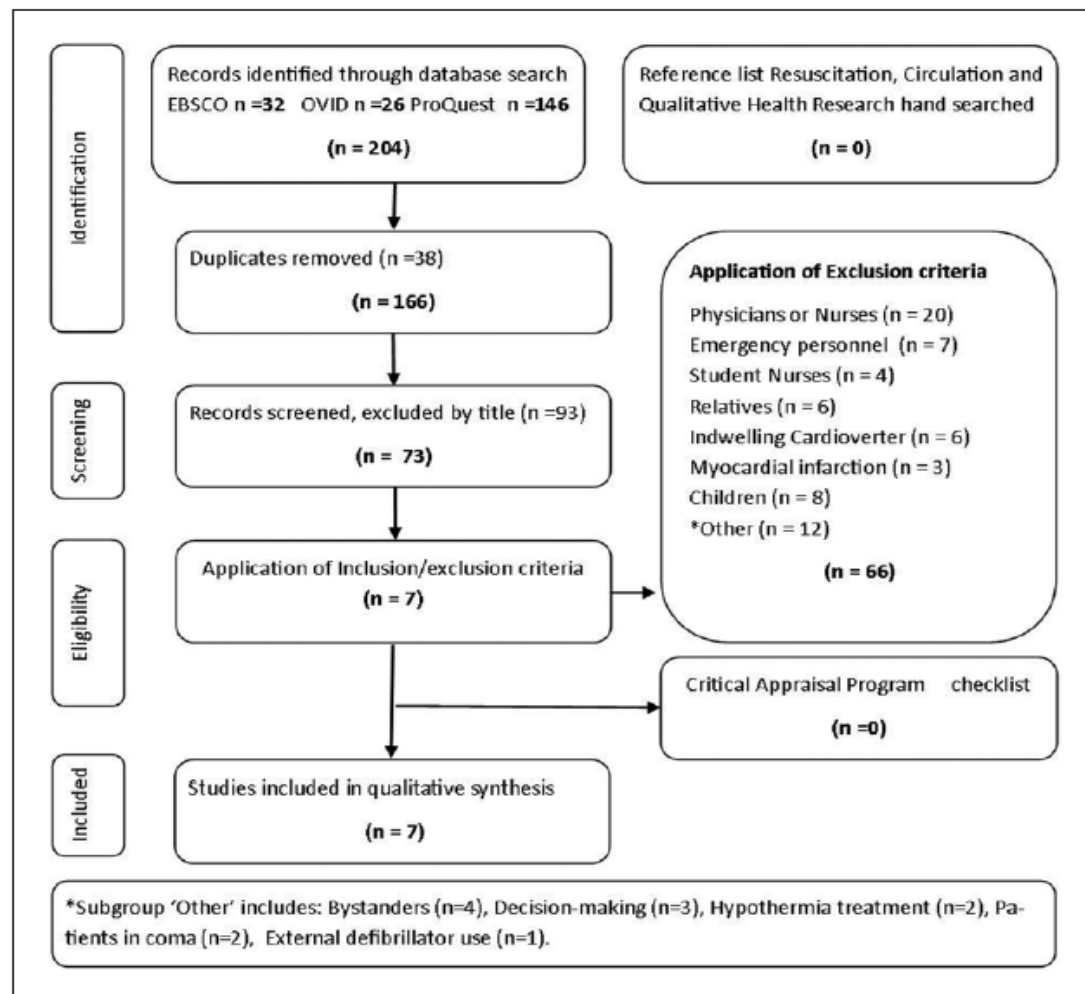 Identification
Records identified through database search
EBSCO n =32 OVID n =26 ProQuest n =146
(n = 204)
Reference list Resuscitation, Circulation and
Qualitative Health Research hand searched
(n = 0)
Duplicates removed (n =38)
(n = 166)
Application of Exclusion criteria
Physicians or Nurses (n = 20)
Emergency personnel (n = 7)
Student Nurses (n = 4)
Relatives (n = 6)
Indwelling Cardioverter (n = 6)
Myocardial infarction (n = 3)
Children (n = 8)
*Other (n = 12)
(n = 66)
Screening
Records screened, excluded by title (n =93)
(n = 73)
Eligibility
Application of Inclusion/exclusion criteria
(n = 7)
Critical Appraisal Program checklist
(n =0)
Included
Studies included in qualitative synthesis
(n = 7)
*Subgroup ‘Other’ includes: Bystanders (n=4), Decision-making (n=3), Hypothermia treatment (n=2), Pa-
tients in coma (n=2), External defibrillator use (n=1).